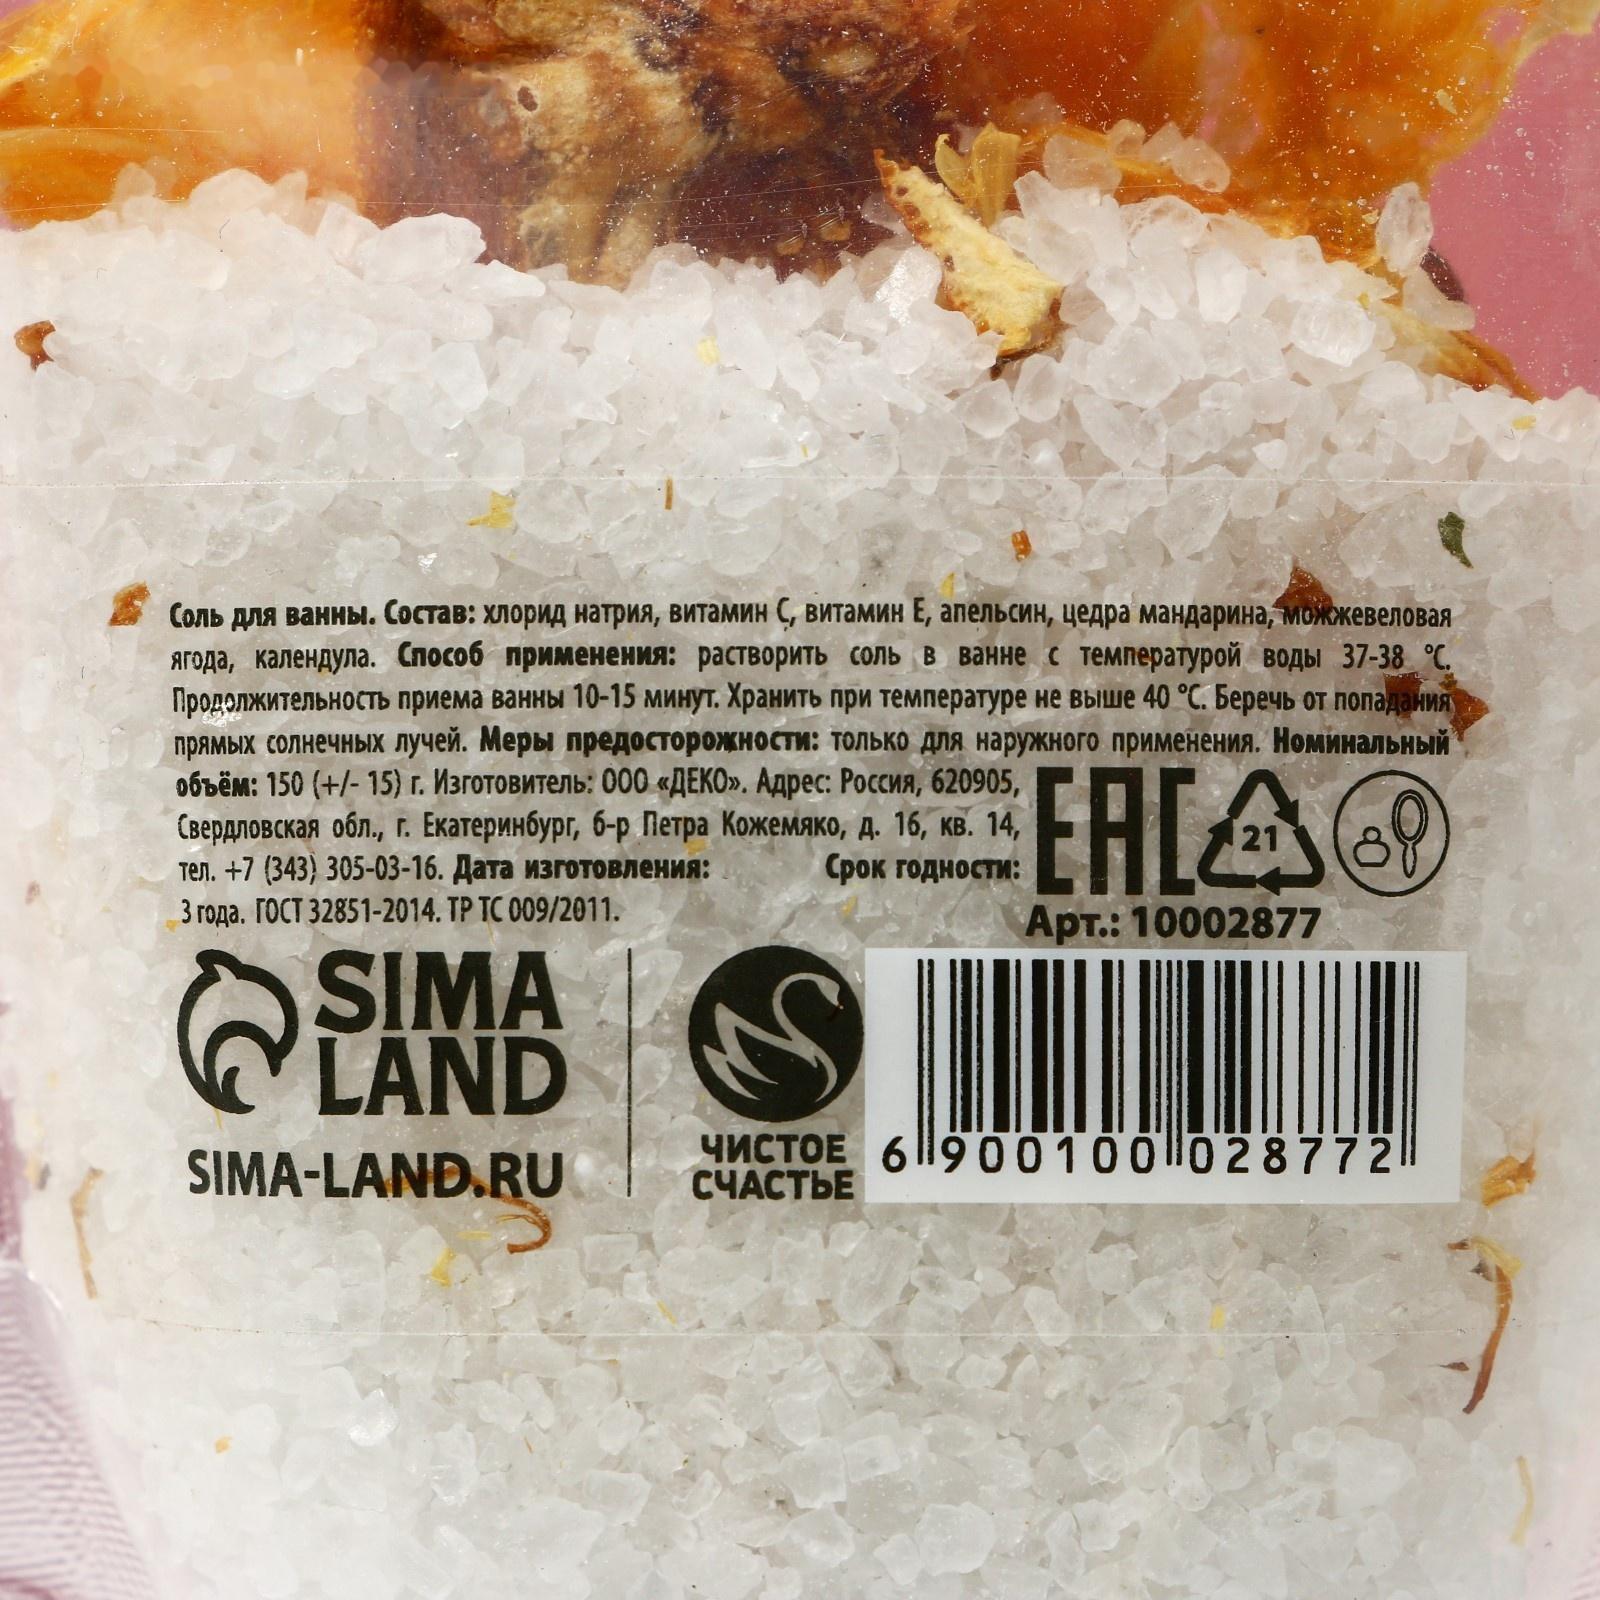 Соль для ванны. Состав: хлорид натрия, витамин С, витамин Е, апельсин, цедра мандарина, можжевеловая
ягода, календула. Способ применения: растворить соль в ванне с температурой воды 37-38 °С.
Продолжительность приема ванны 10-15 минут. Хранить при температуре не выше 40 °С. Беречь от попадания
прямых солнечных лучей. Меры предосторожности: только для наружного применения. Номинальный
объём: 150 (+/- 15) г. Изготовитель: ООО «ДЕКО». Адрес: Россия, 620905,
Свердловская обл., г. Екатеринбург, б-р Петра Кожемяко, д. 16, кв. 14,
тел. +7 (343) 305-03-16. Дата изготовления: Срок годности:
3 года. ГОСТ 32851-2014. ТР ТС 009/2011.
ЕАС
21
Арт.: 10002877
SIMA
LAND
SIMA-LAND.RU
ЧИСТОЕ
СЧАСТЬЕ
6 900100 028772